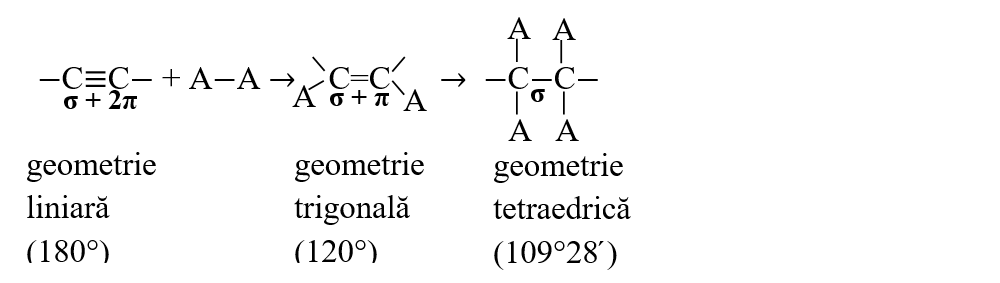 A A
−C≡C− + A−A → C=C → −C−C−
σ + 2π A σ + π A σ
A A
geometrie geometrie geometrie
liniară trigonală tetraedrică
(180°) (120°) (109°28′)